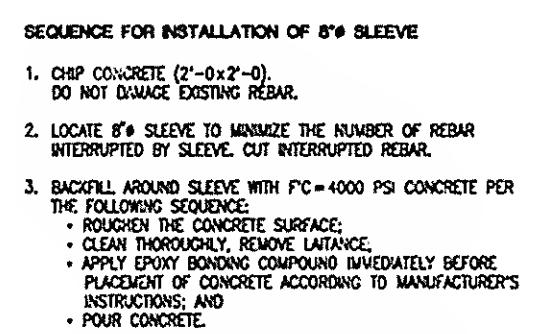 SEQUENCE FOR INSTALLATION OF 8"ø SLEEVE
1. CHIP CONCRETE (2'-0x2'-0).
DO NOT DAMAGE EXISTING REBAR.
2. LOCATE 8"ø SLEEVE TO MINIMIZE THE NUMBER OF REBAR
INTERRUPTED BY SLEEVE. CUT INTERRUPTED REBAR.
3. BACKFILL AROUND SLEEVE WITH F'C = 4000 PSI CONCRETE PER
THE FOLLOWING SEQUENCE:
• ROUGHEN THE CONCRETE SURFACE;
• CLEAN THOROUGHLY, REMOVE LAITANCE;
• APPLY EPOXY BONDING COMPOUND IMMEDIATELY BEFORE
PLACEMENT OF CONCRETE ACCORDING TO MANUFACTURER'S
INSTRUCTIONS; AND
• POUR CONCRETE.